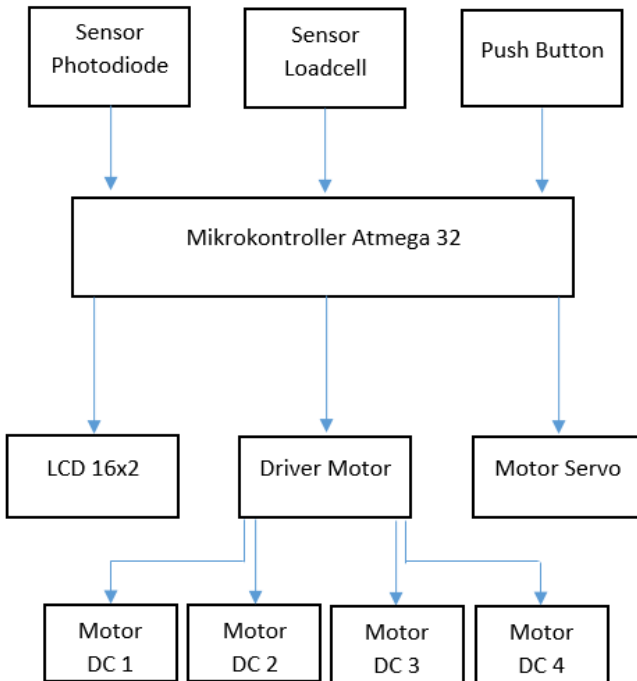 Sensor
Photodiode
Sensor
Loadcell
Push Button
Mikrokontroller Atmega 32
LCD 16x2
Driver Motor
Motor Servo
Motor
DC 1
Motor
DC 2
Motor
DC 3
Motor
DC 4